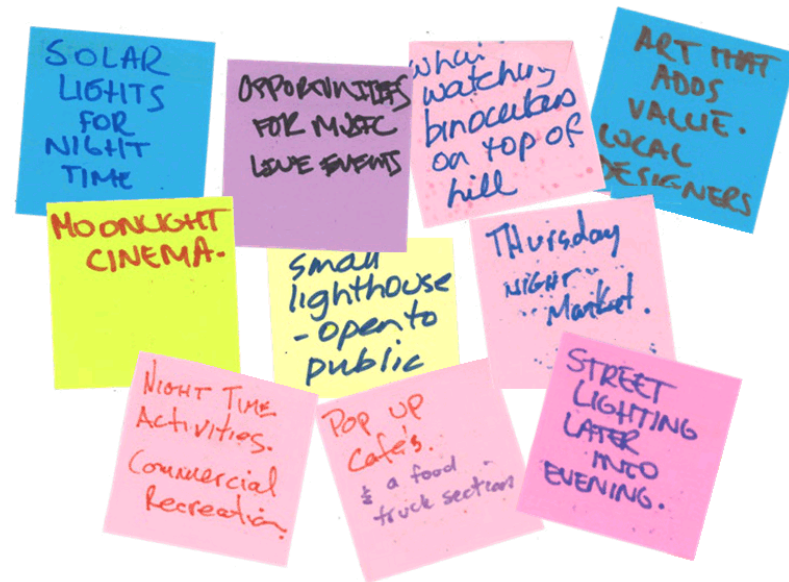 SOLAR
LIGHTS
FOR
NIGHT
TIME
OPPORTUNITIES
FOR MUSIC
LIVE EVENTS
whal
watching
binoculars
on top of
hill
ART THAT
ADDS
VALUE.
LOCAL
DESIGNERS
MOONLIGHT
CINEMA.
small
lighthouse
- open to
public
THursday
NIGHT
Market.
NIGHT TIME
Activities.
Commercial
Recreation.
POP UP
Cafe's.
& a food
truck section
STREET
LIGHTING
LATER
INTO
EVENING.